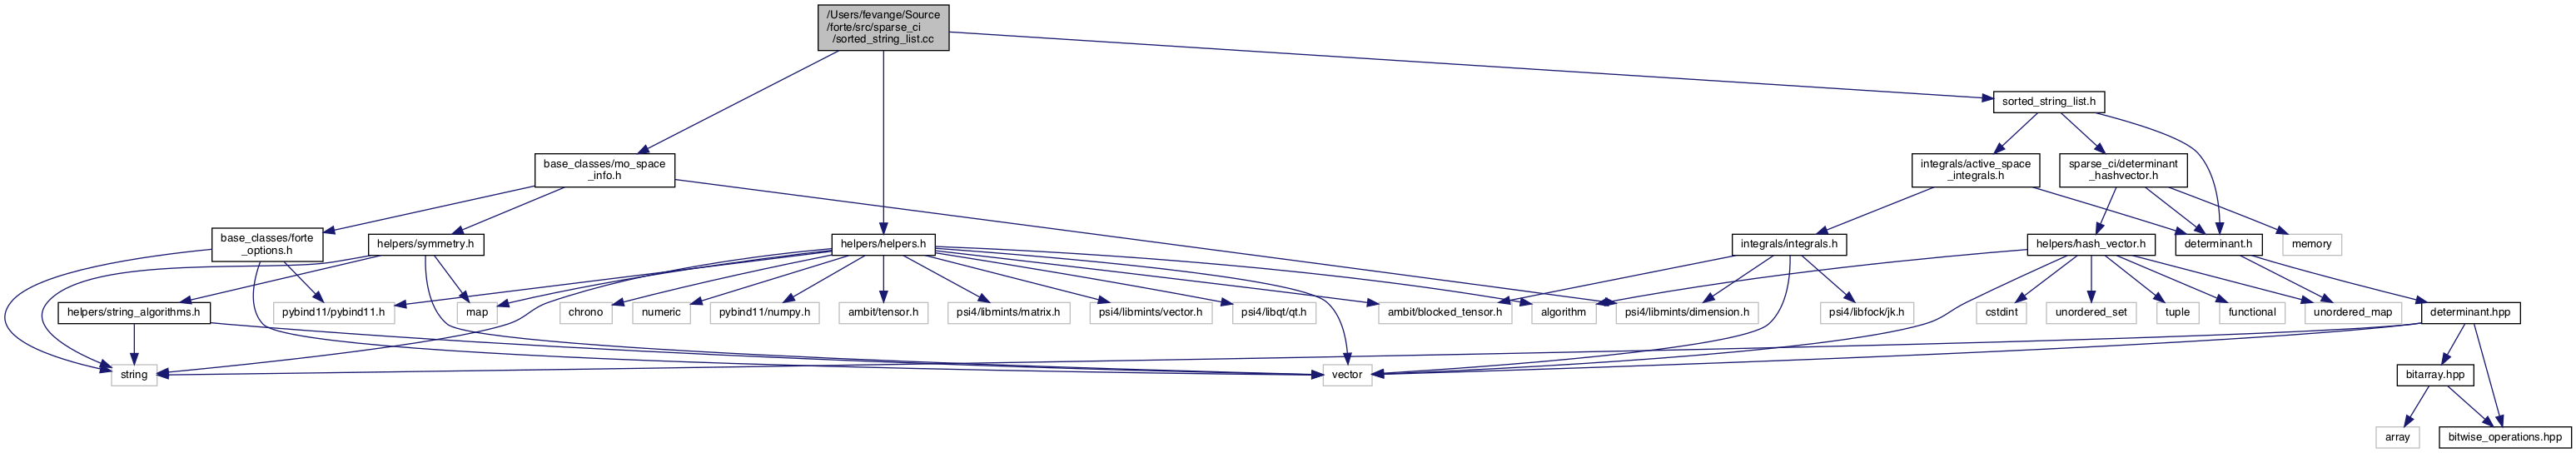 /Users/fevange/Source
/forte/src/sparse_ci
/sorted_string_list.cc
sorted_string_list.h
base_classes/mo_space
_info.h
integrals/active_space
_integrals.h
sparse_ci/determinant
_hashvector.h
base_classes/forte
_options.h
helpers/symmetry.h
helpers/helpers.h
integrals/integrals.h
helpers/hash_vector.h
determinant.h
memory
helpers/string_algorithms.h
pybind11/pybind11.h
map
chrono
numeric
pybind11/numpy.h
ambit/tensor.h
psi4/libmints/matrix.h
psi4/libmints/vector.h
psi4/libqt/qt.h
ambit/blocked_tensor.h
algorithm
psi4/libmints/dimension.h
psi4/libfock/jk.h
cstdint
unordered_set
tuple
functional
unordered_map
determinant.hpp
string
vector
bitarray.hpp
array
bitwise_operations.hpp